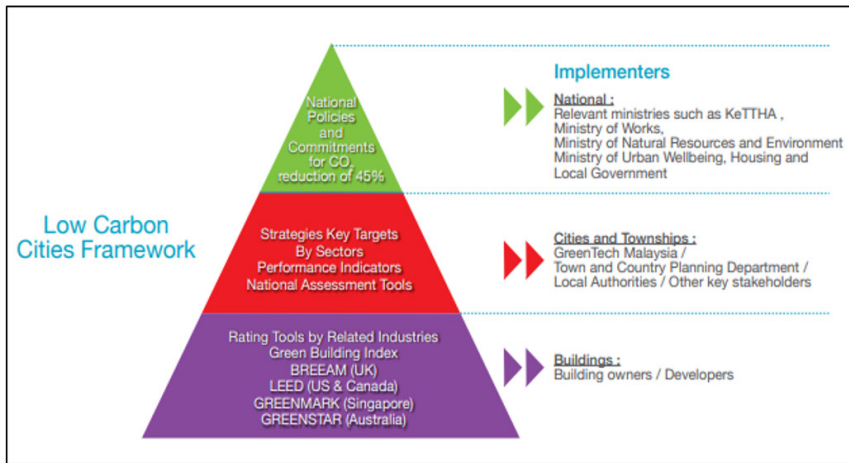 Low Carbon
Cities Framework
National
Policies
and
Commitments
for CO₂
reduction of 45%
Strategies Key Targets
By Sectors
Performance Indicators
National Assessment Tools
Rating Tools by Related Industries
Green Building Index
BREEAM (UK)
LEED (US & Canada)
GREENMARK (Singapore)
GREENSTAR (Australia)
Implementers
National :
Relevant ministries such as KeTTHA ,
Ministry of Works,
Ministry of Natural Resources and Environment
Ministry of Urban Wellbeing, Housing and
Local Government
Cities and Townships :
GreenTech Malaysia /
Town and Country Planning Department /
Local Authorities / Other key stakeholders
Buildings :
Building owners / Developers